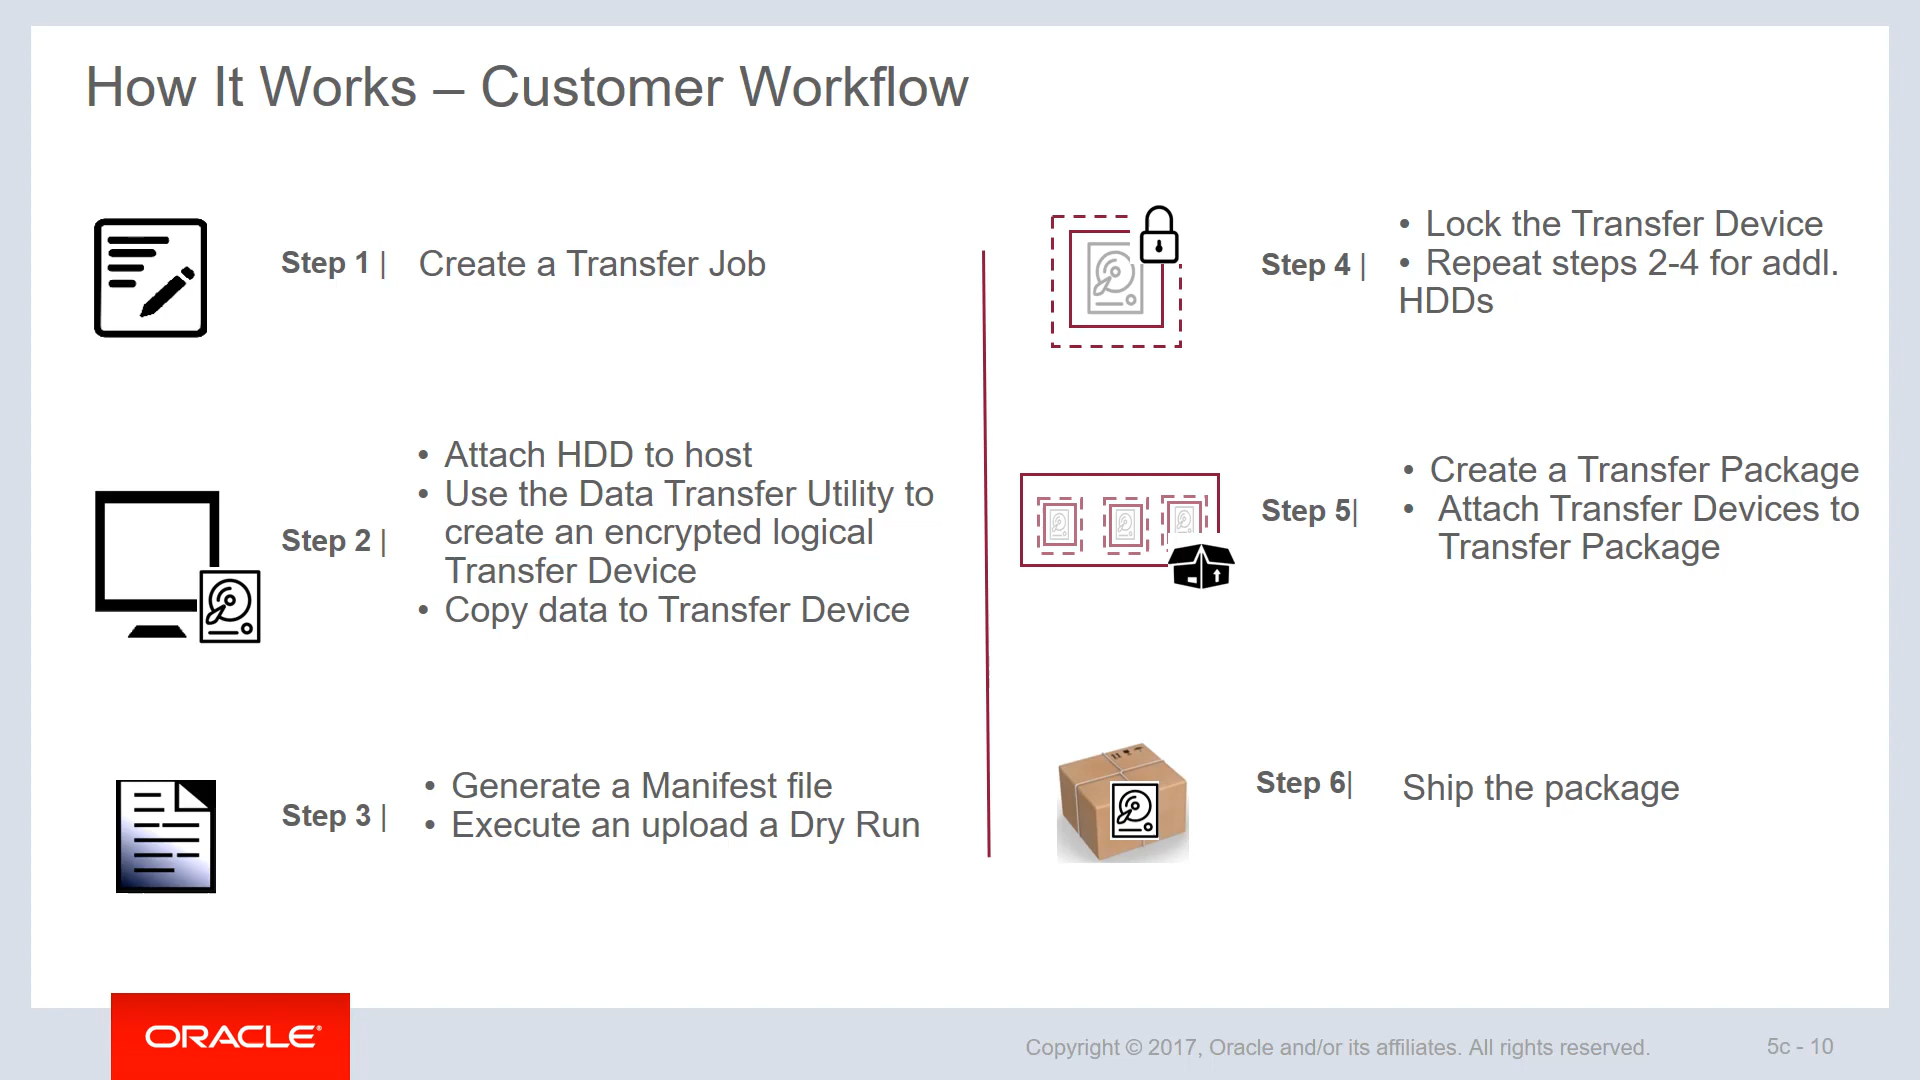 How It Works – Customer Workflow
Step 1 | Create a Transfer Job
Step 2 |
• Attach HDD to host
• Use the Data Transfer Utility to
create an encrypted logical
Transfer Device
• Copy data to Transfer Device
Step 3 |
• Generate a Manifest file
• Execute an upload a Dry Run
Step 4 |
• Lock the Transfer Device
• Repeat steps 2-4 for addl.
HDDs
Step 5|
• Create a Transfer Package
• Attach Transfer Devices to
Transfer Package
Step 6| Ship the package
ORACLE®
Copyright © 2017, Oracle and/or its affiliates. All rights reserved.
5c - 10